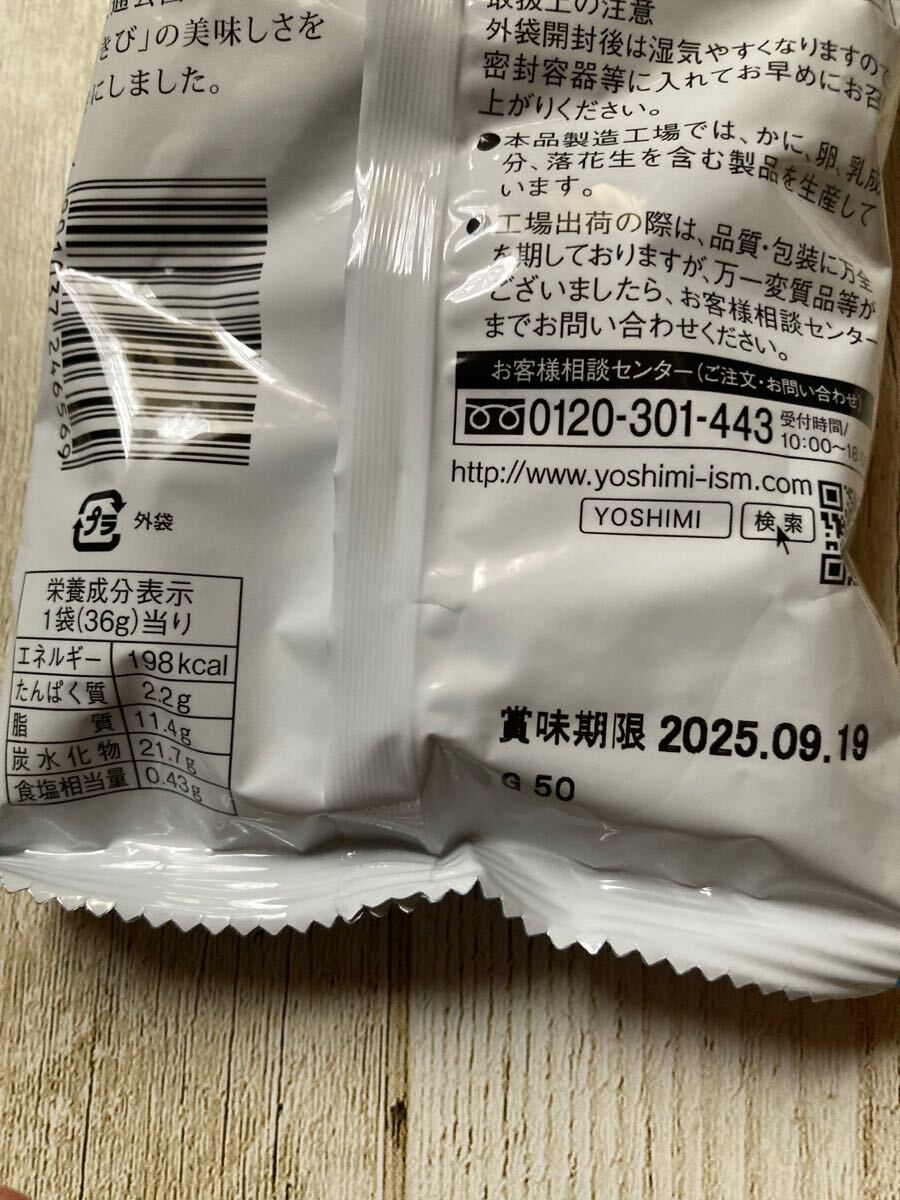 きび」の美味しさを
にしました。
外袋
栄養成分表示
1袋(36g)当り
エネルギー 198kcal
たんぱく質 2.2g
脂質 11.4g
炭水化物 21.7g
食塩相当量 0.43g
取扱上の注意
外袋開封後は湿気やすくなりますので
密封容器等に入れてお早めにお召し
上がりください。
●本品製造工場では、かに、卵、乳成
分、落花生を含む製品を生産して
います。
●工場出荷の際は、品質・包装に万全
を期しておりますが、万一変質品等が
ございましたら、お客様相談センター
までお問い合わせください。
お客様相談センター(ご注文・お問い合わせ)
0120-301-443 受付時間/
10:00〜18
http://www.yoshimi-ism.com
YOSHIMI 検索
賞味期限 2025.09.19
G 50